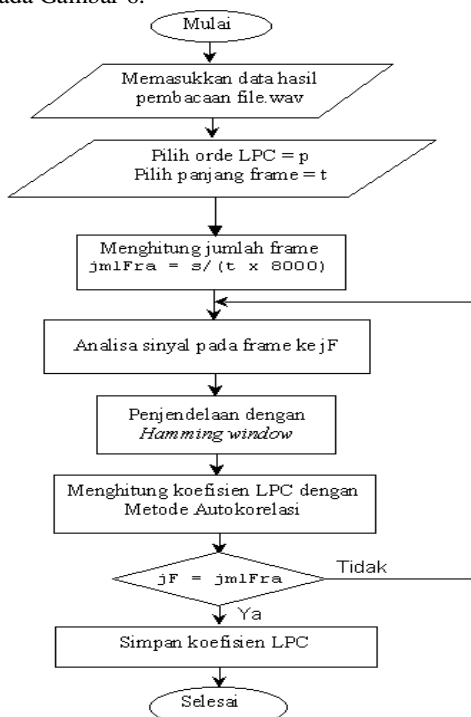 ada Gambar 6.
Mulai
Memasukkan data hasil
pembacaan file.wav
Pilih orde LPC = p
Pilih panjang frame = t
Menghitung jumlah frame
jmlFra = s/(t x 8000)
Analisa sinyal pada frame ke jF
Penjendelaan dengan
Hamming window
Menghitung koefisien LPC dengan
Metode Autokorelasi
jF = jmlFra
Tidak
Ya
Simpan koefisien LPC
Selesai